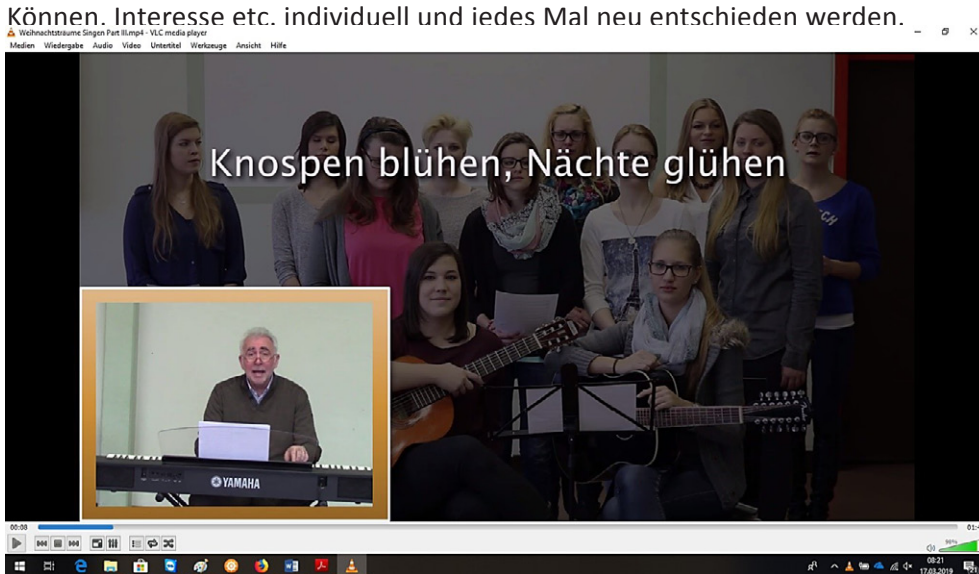 Können, Interesse etc. individuell und jedes Mal neu entschieden werden.
Weihnachtsträume Singen Part III.mp4 - VLC media player
Medien Wiedergabe Audio Video Untertitel Werkzeuge Ansicht Hilfe
Knospen blühen, Nächte glühen
YAMAHA
00:08
90%
08:21
17.03.2019